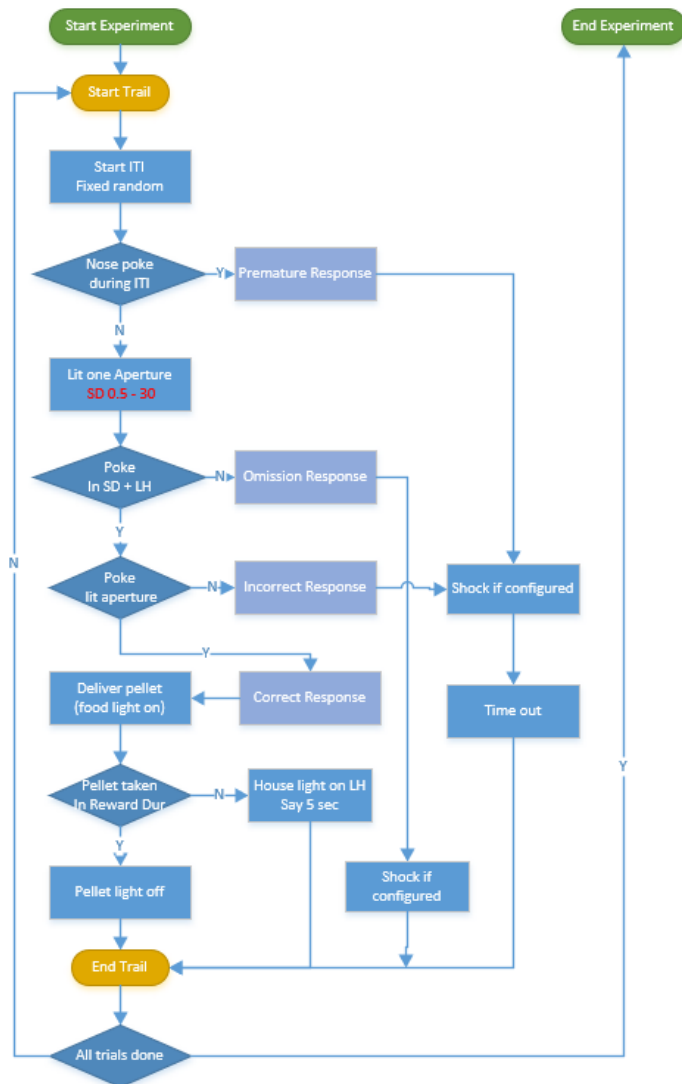 Start Experiment
End Experiment
Start Trail
Start ITI
Fixed random
Nose poke
during ITI
Y
Premature Response
N
Lit one Aperture
SD 0.5 - 30
Poke
In SD + LH
N
Omission Response
Y
N
Poke
lit aperture
N
Incorrect Response
Shock if configured
Y
Deliver pellet
(food light on)
Correct Response
Time out
Pellet taken
In Reward Dur
N
House light on LH
Say 5 sec
Y
Y
Pellet light off
Shock if
configured
End Trail
All trials done